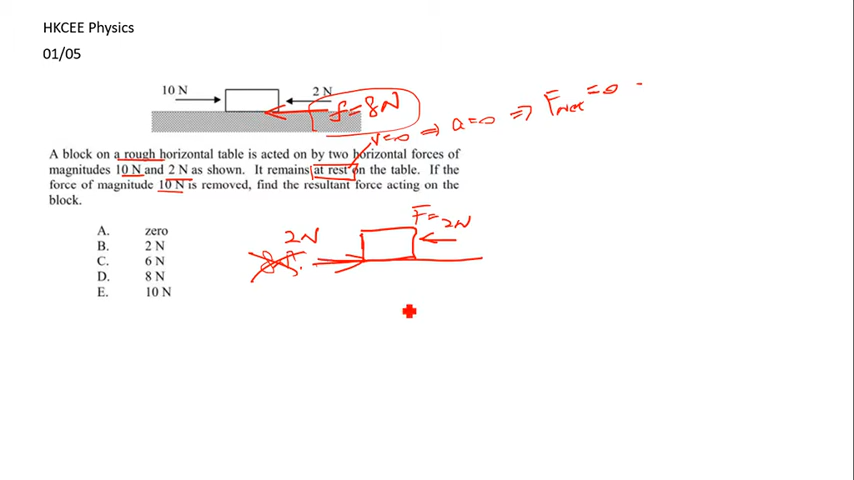 HKCEE Physics
01/05
10 N
2 N
f = 8N
v=0 ⇒ a=0 ⇒ Fnet = 0
A block on a rough horizontal table is acted on by two horizontal forces of
magnitudes 10 N and 2 N as shown. It remains at rest on the table. If the
force of magnitude 10 N is removed, find the resultant force acting on the
block.
A. zero
B. 2 N
C. 6 N
D. 8 N
E. 10 N
F = 2N
2N